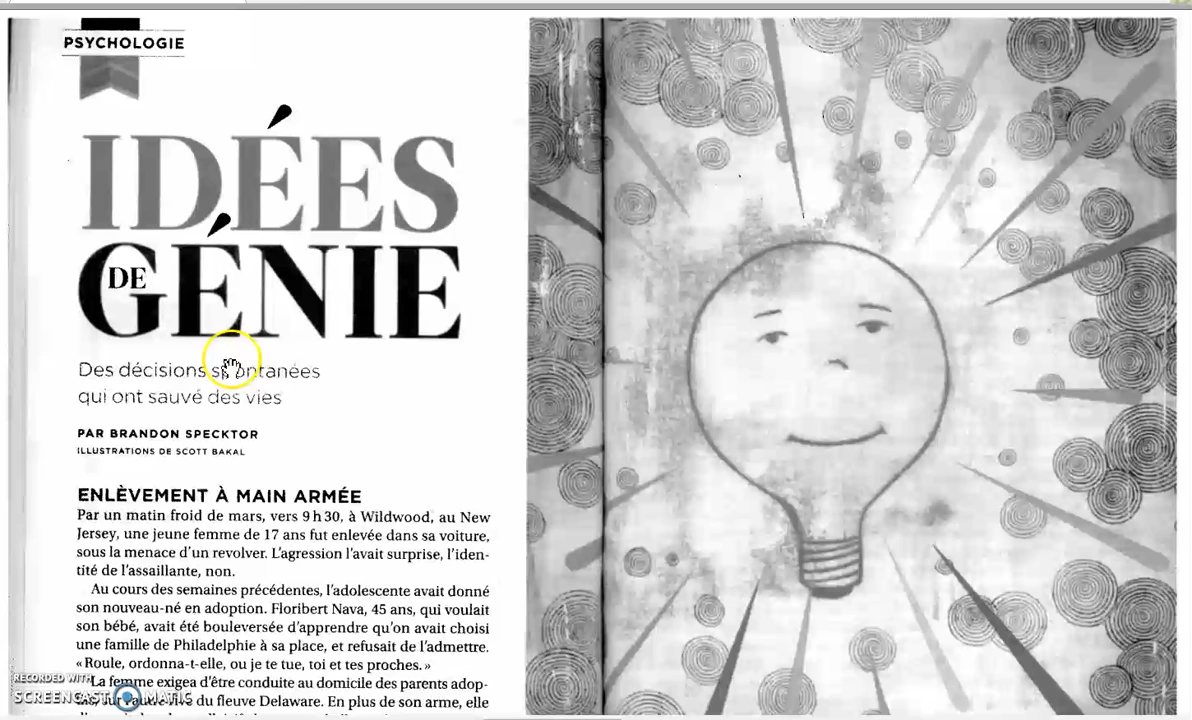 PSYCHOLOGIE
IDÉES
DE GÉNIE
Des décisions spontanées
qui ont sauvé des vies
PAR BRANDON SPECKTOR
ILLUSTRATIONS DE SCOTT BAKAL
ENLÈVEMENT À MAIN ARMÉE
Par un matin froid de mars, vers 9 h 30, à Wildwood, au New
Jersey, une jeune femme de 17 ans fut enlevée dans sa voiture,
sous la menace d'un revolver. L'agression l'avait surprise, l'iden-
tité de l'assaillante, non.
Au cours des semaines précédentes, l'adolescente avait donné
son nouveau-né en adoption. Floribert Nava, 45 ans, qui voulait
son bébé, avait été bouleversée d'apprendre qu'on avait choisi
une famille de Philadelphie à sa place, et refusait de l'admettre.
« Roule, ordonna-t-elle, ou je te tue, toi et tes proches. »
La femme exigea d'être conduite au domicile des parents adop-
tifs, sur l'autre rive du fleuve Delaware. En plus de son arme, elle
RECORDED WITH
SCREENCAST MATIC